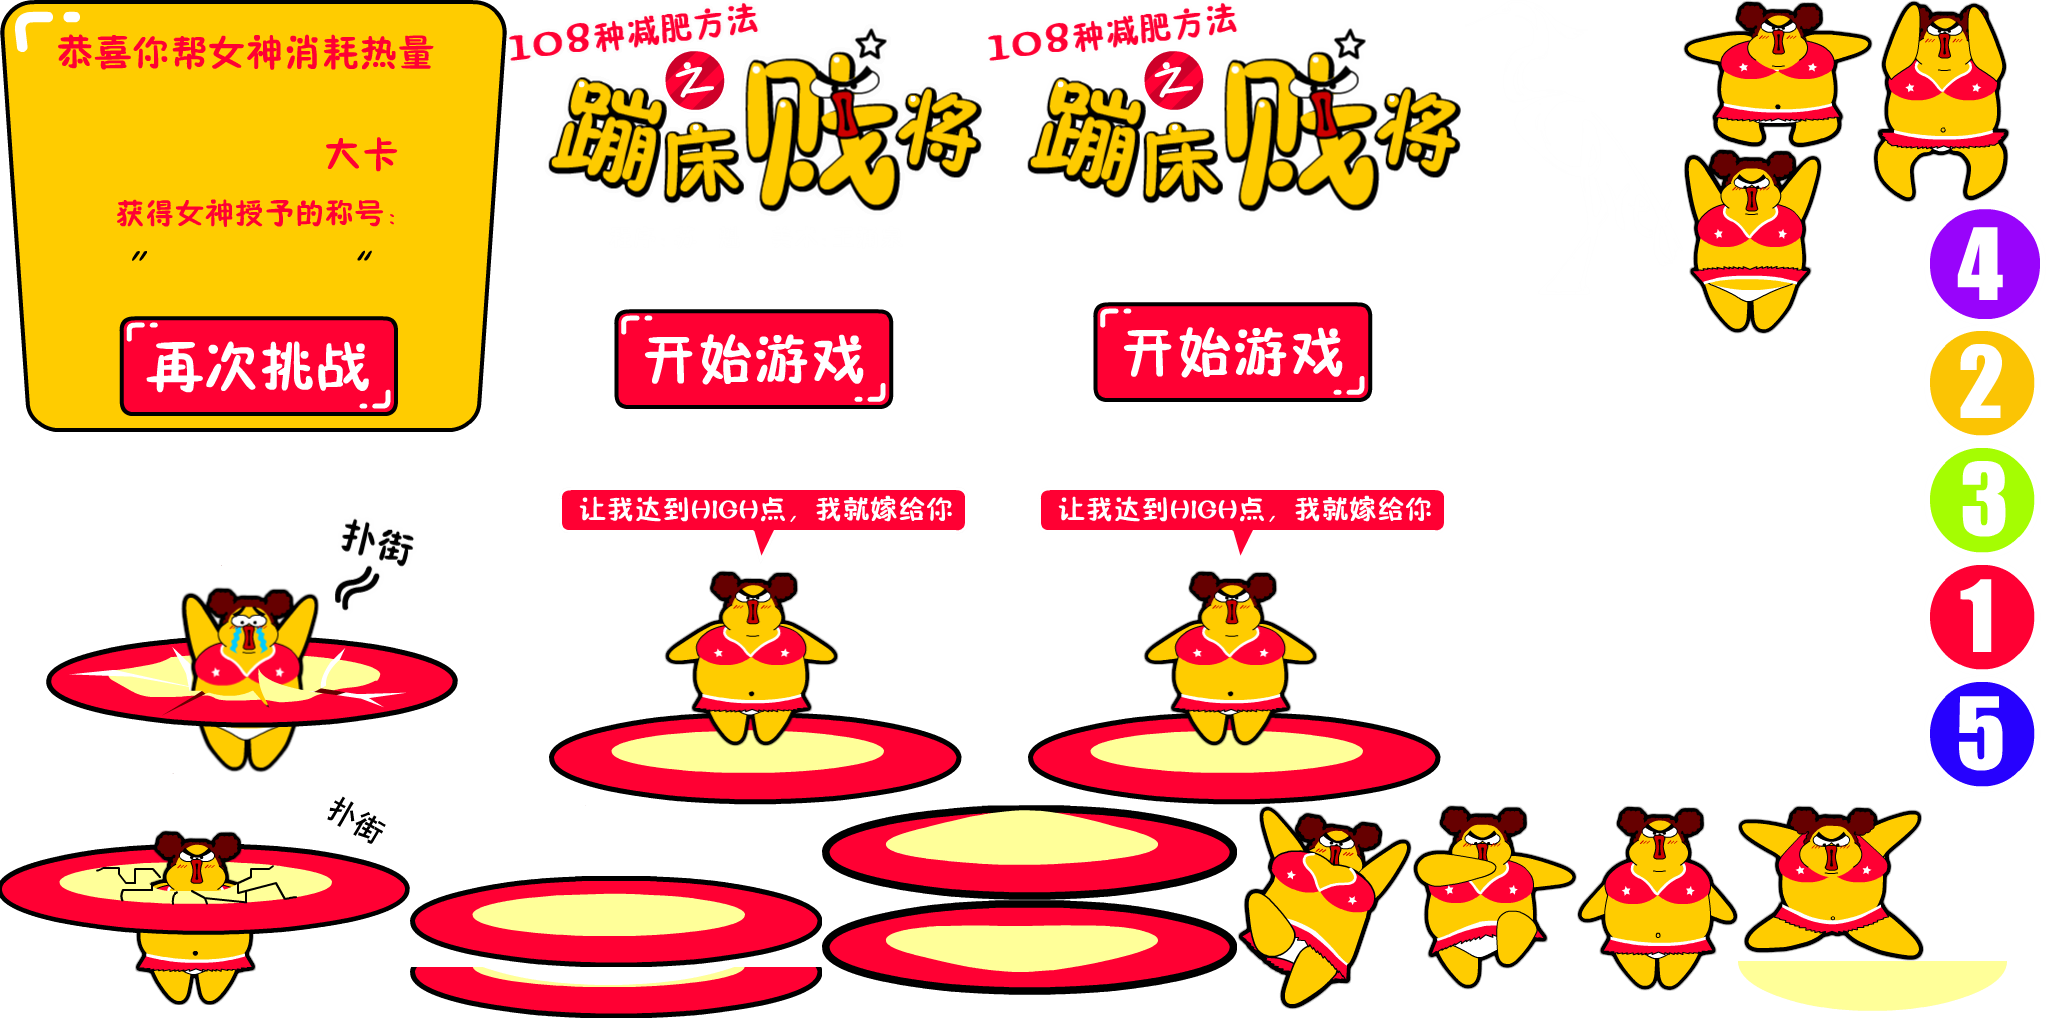 恭喜你帮女神消耗热量
大卡
获得女神授予的称号：
〃 〃
再次挑战
108种减肥方法
之
蹦床贱将
开始游戏
让我达到HIGH点，我就嫁给你
108种减肥方法
之
蹦床贱将
开始游戏
让我达到HIGH点，我就嫁给你
4
2
3
1
5
扑街
扑街